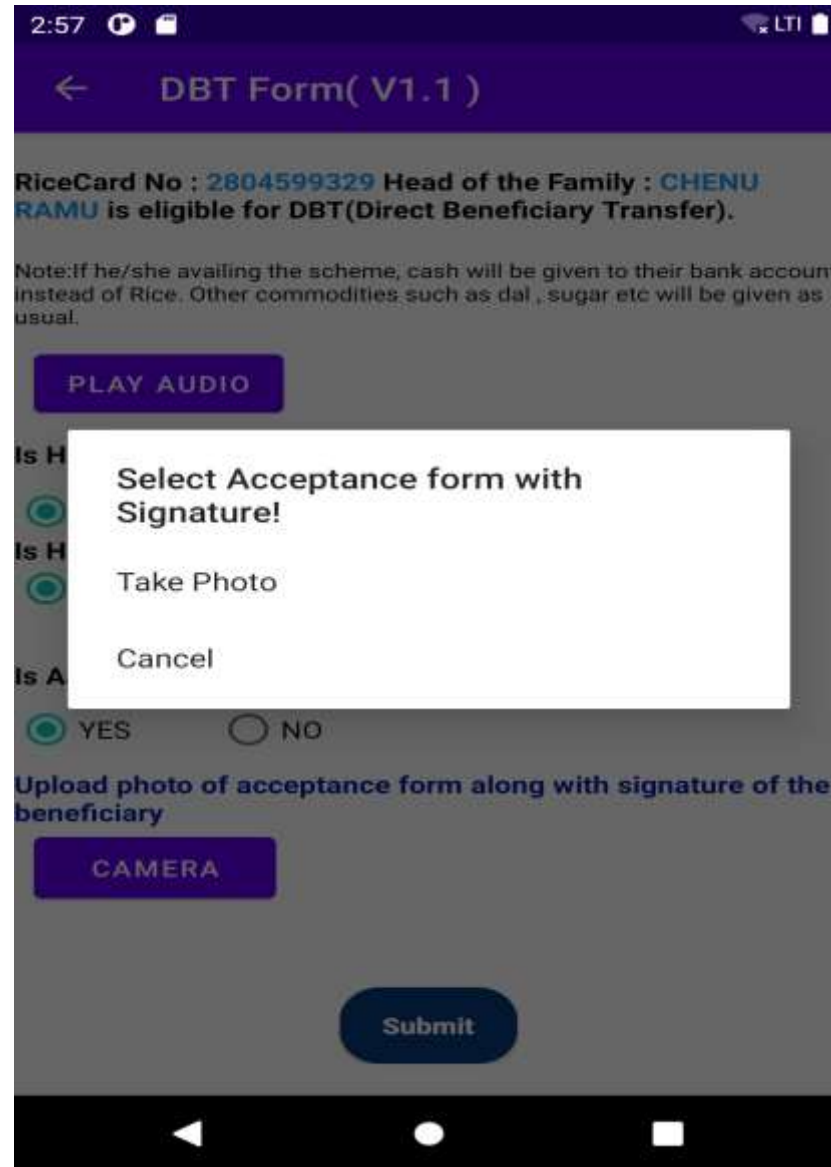 2:57 LTI
DBT Form( V1.1 )
RiceCard No : 2804599329 Head of the Family : CHENU
RAMU is eligible for DBT(Direct Beneficiary Transfer).
Note:If he/she availing the scheme, cash will be given to their bank accoun
instead of Rice. Other commodities such as dal , sugar etc will be given as
usual.
PLAY AUDIO
Is H
Select Acceptance form with
Signature!
Is H
Take Photo
Cancel
Is A
YES NO
Upload photo of acceptance form along with signature of the
beneficiary
CAMERA
Submit